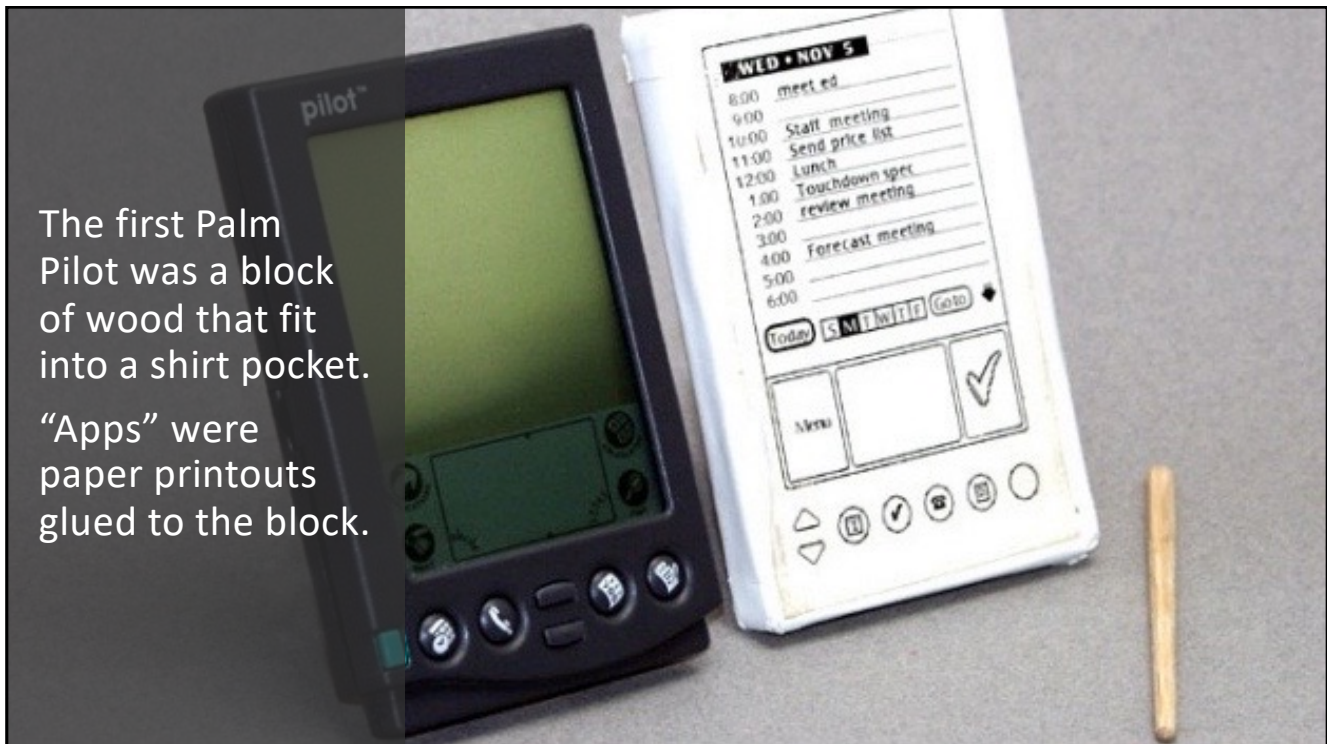 The first Palm
Pilot was a block
of wood that fit
into a shirt pocket.
“Apps” were
paper printouts
glued to the block.
pilot™
WED • NOV 5
8:00 meet ed
9:00
10:00 Staff meeting
11:00 Send price list
12:00 Lunch
1:00 Touchdown spec
2:00 review meeting
3:00
4:00 Forecast meeting
5:00
6:00
Today S M T W T F Go to
Menu